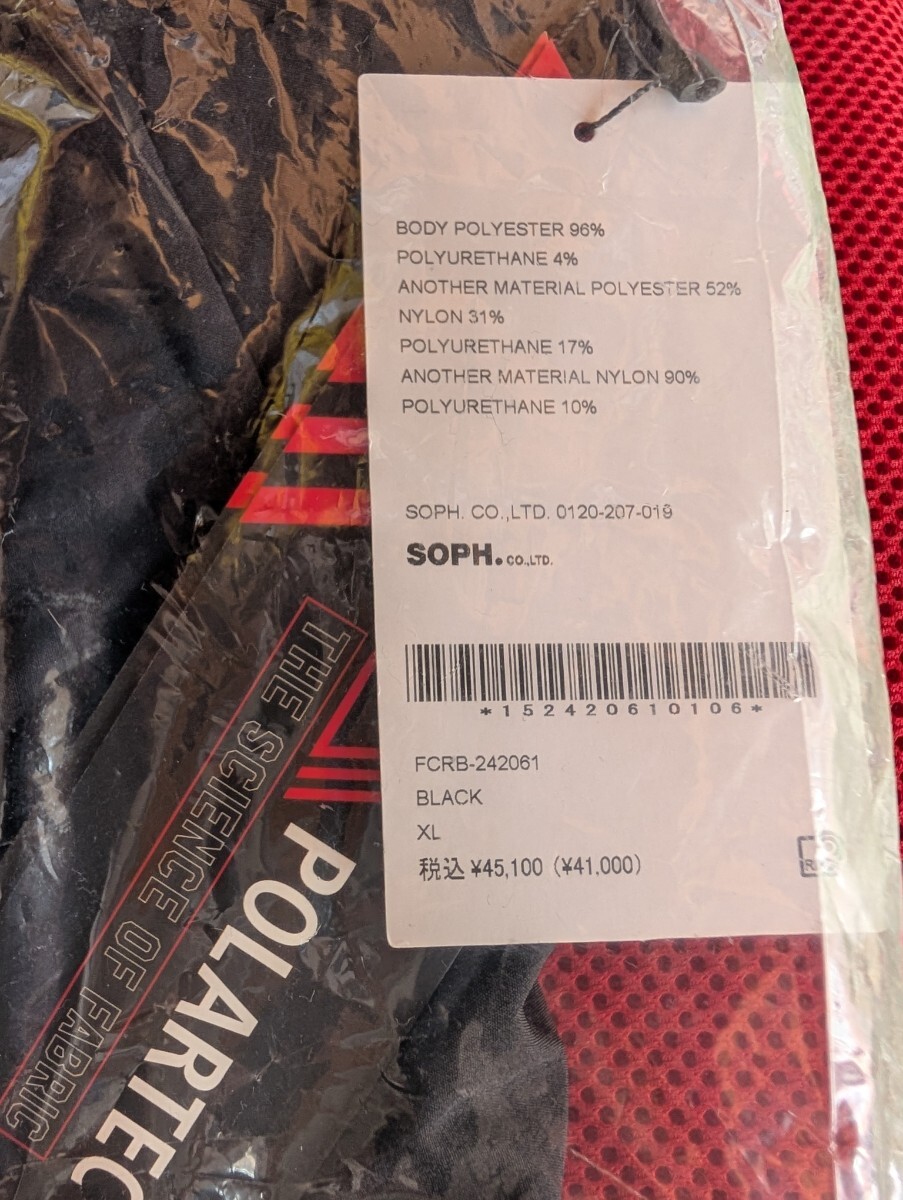 BODY POLYESTER 96%
POLYURETHANE 4%
ANOTHER MATERIAL POLYESTER 52%
NYLON 31%
POLYURETHANE 17%
ANOTHER MATERIAL NYLON 90%
POLYURETHANE 10%
SOPH. CO.,LTD. 0120-207-019
SOPH. CO.,LTD.
*152420610106*
FCRB-242061
BLACK
XL
税込 ¥45,100 (¥41,000)
THE SCIENCE OF FABRIC
POLARTEC